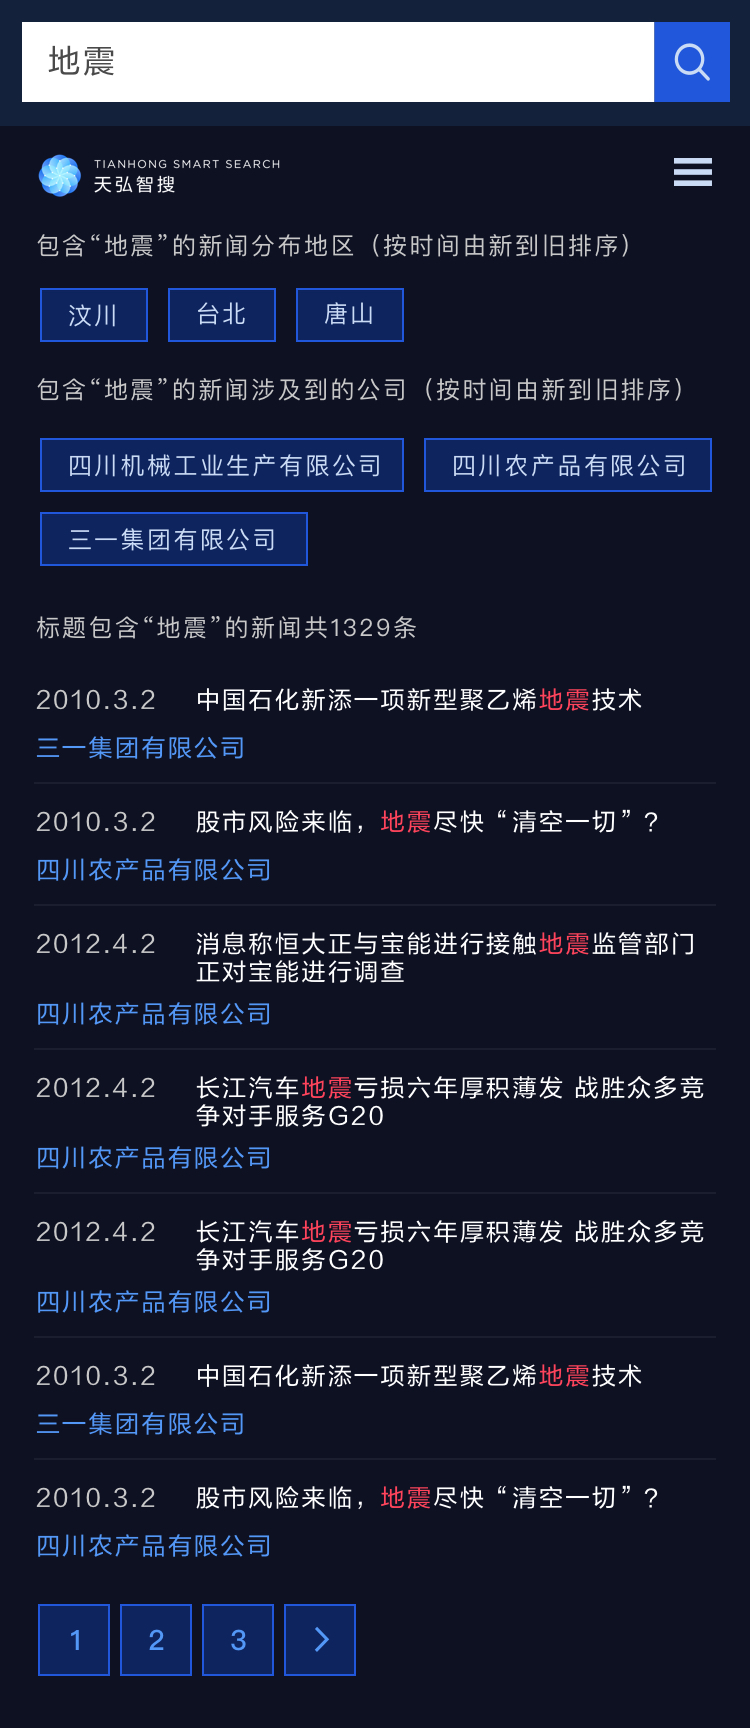 地震
TIANHONG SMART SEARCH
天弘智搜
包含“地震”的新闻分布地区（按时间由新到旧排序）
汶川
台北
唐山
包含“地震”的新闻涉及到的公司（按时间由新到旧排序）
四川机械工业生产有限公司
四川农产品有限公司
三一集团有限公司
标题包含“地震”的新闻共1329条
2010.3.2 中国石化新添一项新型聚乙烯地震技术
三一集团有限公司
2010.3.2 股市风险来临，地震尽快“清空一切”？
四川农产品有限公司
2012.4.2 消息称恒大正与宝能进行接触地震监管部门
正对宝能进行调查
四川农产品有限公司
2012.4.2 长江汽车地震亏损六年厚积薄发 战胜众多竞
争对手服务G20
四川农产品有限公司
2012.4.2 长江汽车地震亏损六年厚积薄发 战胜众多竞
争对手服务G20
四川农产品有限公司
2010.3.2 中国石化新添一项新型聚乙烯地震技术
三一集团有限公司
2010.3.2 股市风险来临，地震尽快“清空一切”？
四川农产品有限公司
1 2 3